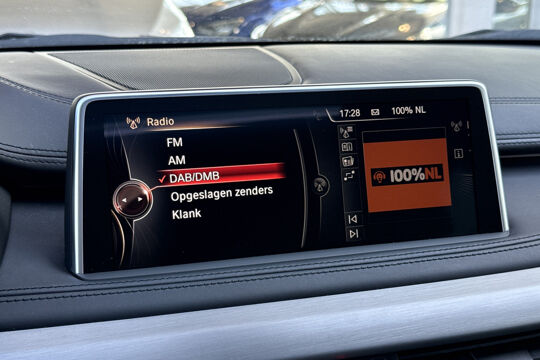 Radio
17:28 100% NL
FM
AM
DAB/DMB
Opgeslagen zenders
Klank
100%NL